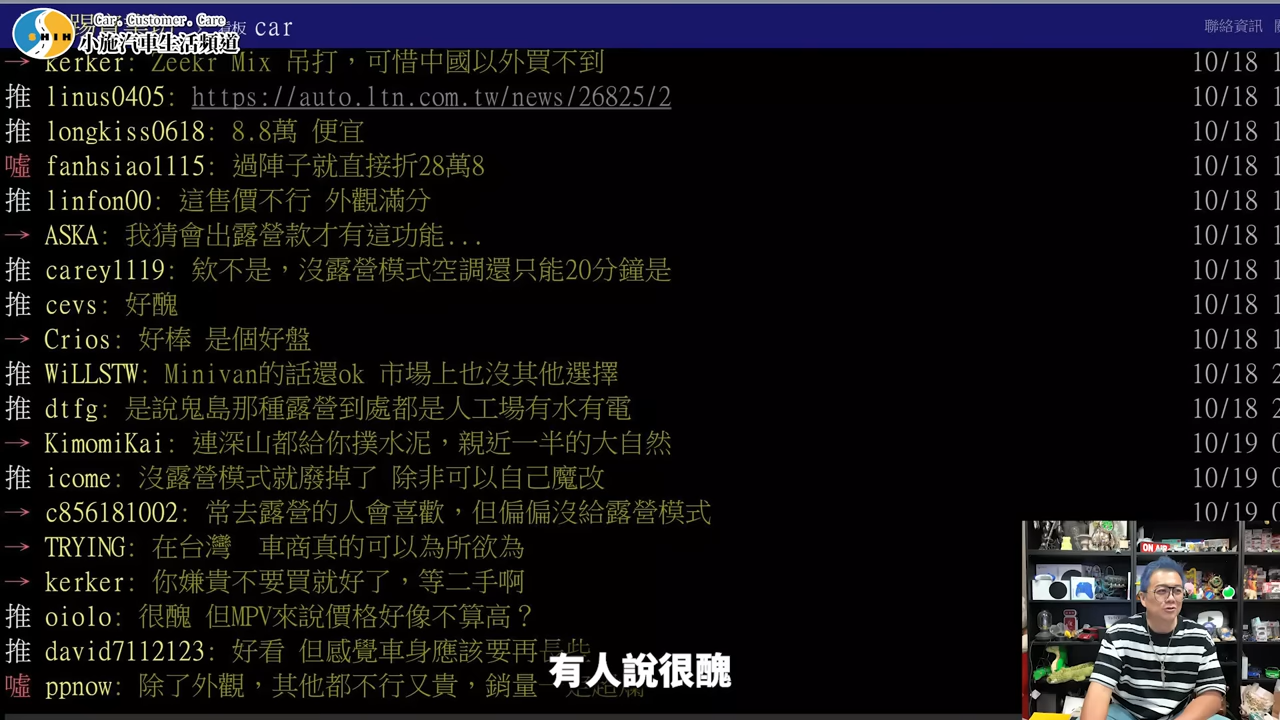 Car. Customer. Care
SHIH
小施汽車生活頻道
看板 car
聯絡資訊
→ kerker: Zeekr Mix 吊打，可惜中國以外買不到 10/18
推 linus0405: https://auto.ltn.com.tw/news/26825/2 10/18
推 longkiss0618: 8.8萬 便宜 10/18
噓 fanhsiao1115: 過陣子就直接折28萬8 10/18
推 linfon00: 這售價不行 外觀滿分 10/18
→ ASKA: 我猜會出露營款才有這功能... 10/18
推 carey1119: 欸不是，沒露營模式空調還只能20分鐘是 10/18
推 cevs: 好醜 10/18
→ Crios: 好棒 是個好盤 10/18
推 WiLLSTW: Minivan的話還ok 市場上也沒其他選擇 10/18
推 dtfg: 是說鬼島那種露營到處都是人工場有水有電 10/18
→ KimomiKai: 連深山都給你撲水泥，親近一半的大自然 10/19
推 icome: 沒露營模式就廢掉了 除非可以自己魔改 10/19
→ c856181002: 常去露營的人會喜歡，但偏偏沒給露營模式 10/19
→ TRYING: 在台灣　車商真的可以為所欲為
→ kerker: 你嫌貴不要買就好了，等二手啊
推 oiolo: 很醜 但MPV來說價格好像不算高？
推 david7112123: 好看 但感覺車身應該要再長些
噓 ppnow: 除了外觀，其他都不行又貴，銷量一
有人說很醜
ON AIR